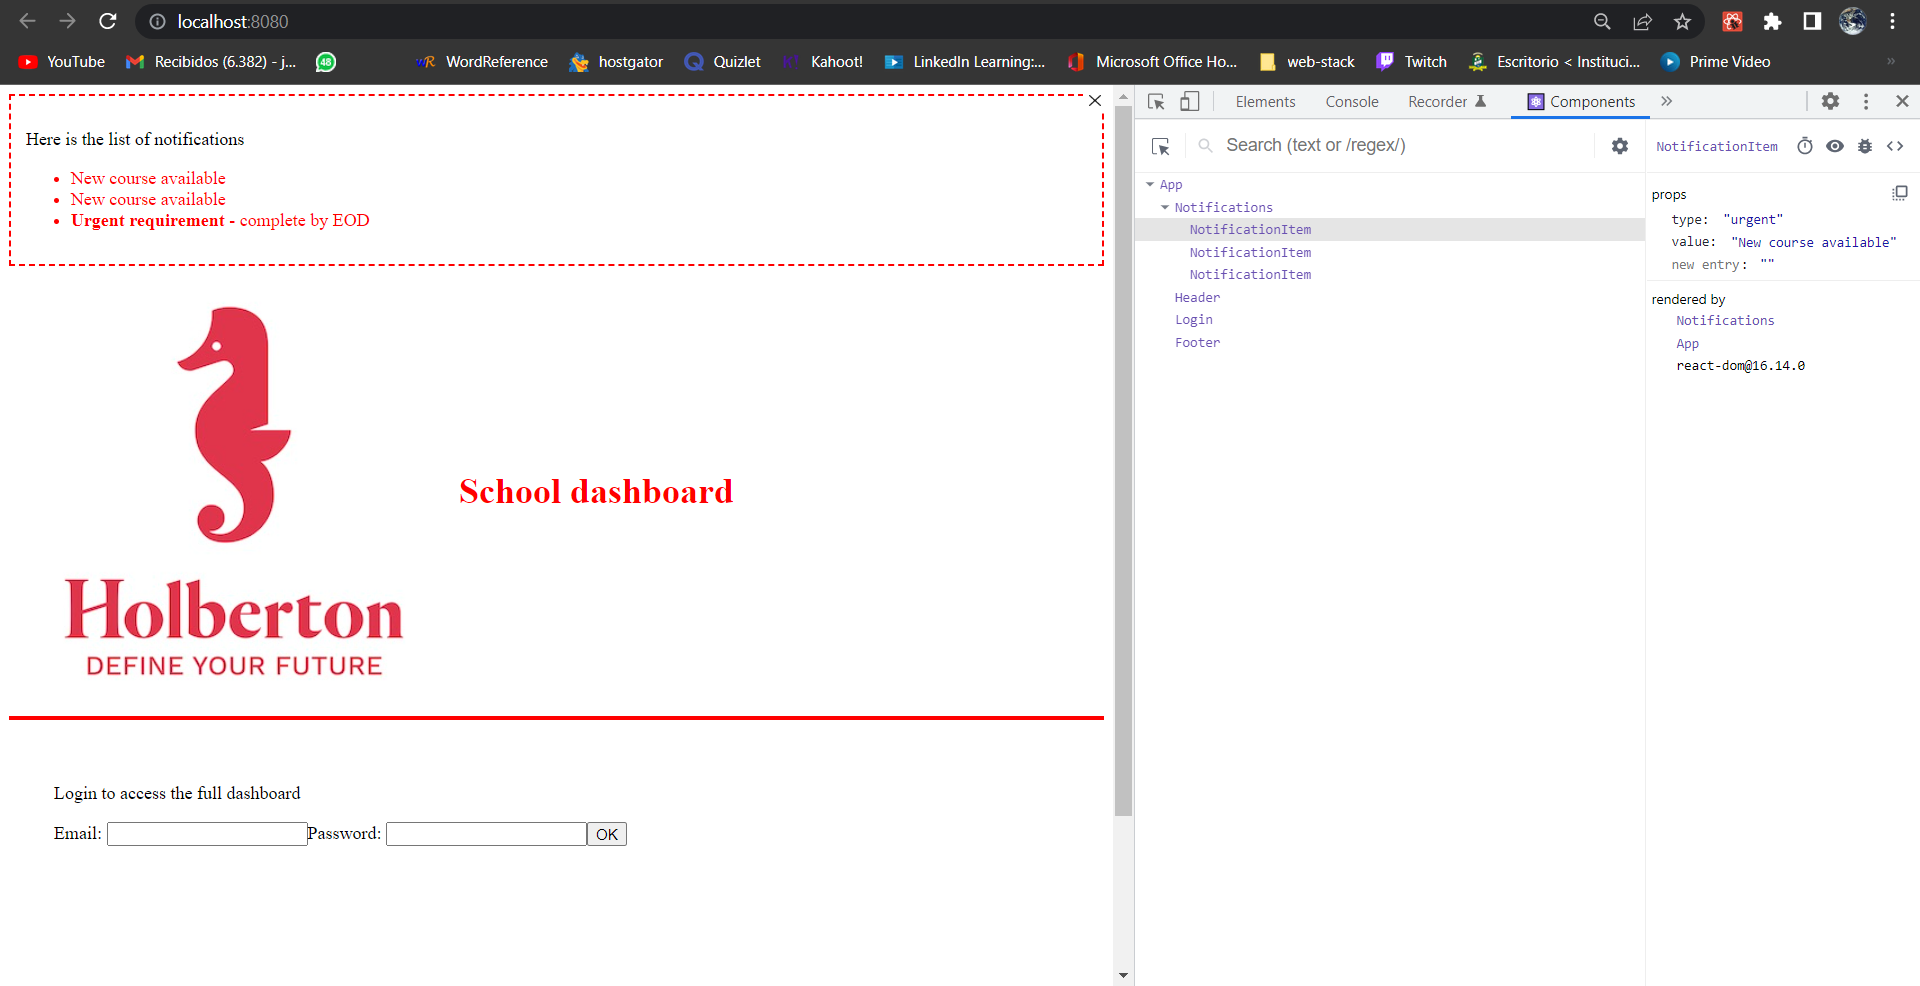 localhost:8080
YouTube Recibidos (6.382) - j... 48 WordReference hostgator Quizlet Kahoot! LinkedIn Learning:... Microsoft Office Ho... web-stack Twitch Escritorio < Instituci... Prime Video »
Here is the list of notifications
New course available
New course available
Urgent requirement - complete by EOD
School dashboard
Holberton
DEFINE YOUR FUTURE
Login to access the full dashboard
Email: Password: OK
Elements Console Recorder Components »
Search (text or /regex/)
App
Notifications
NotificationItem
NotificationItem
NotificationItem
Header
Login
Footer
NotificationItem
props
type: "urgent"
value: "New course available"
new entry: ""
rendered by
Notifications
App
react-dom@16.14.0